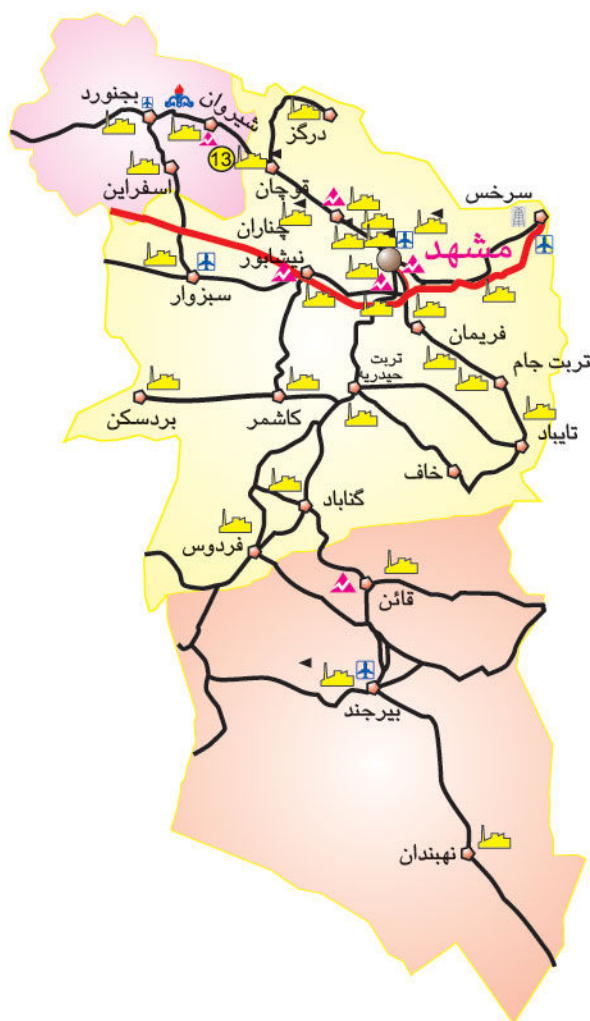 بجنورد
شیروان
درگز
13
اسفراین
قوچان
سرخس
چناران
مشهد
نیشابور
سبزوار
فریمان
تربت
حیدریه
تربت جام
بردسکن
کاشمر
تایباد
خاف
گناباد
فردوس
قائن
بیرجند
نهبندان